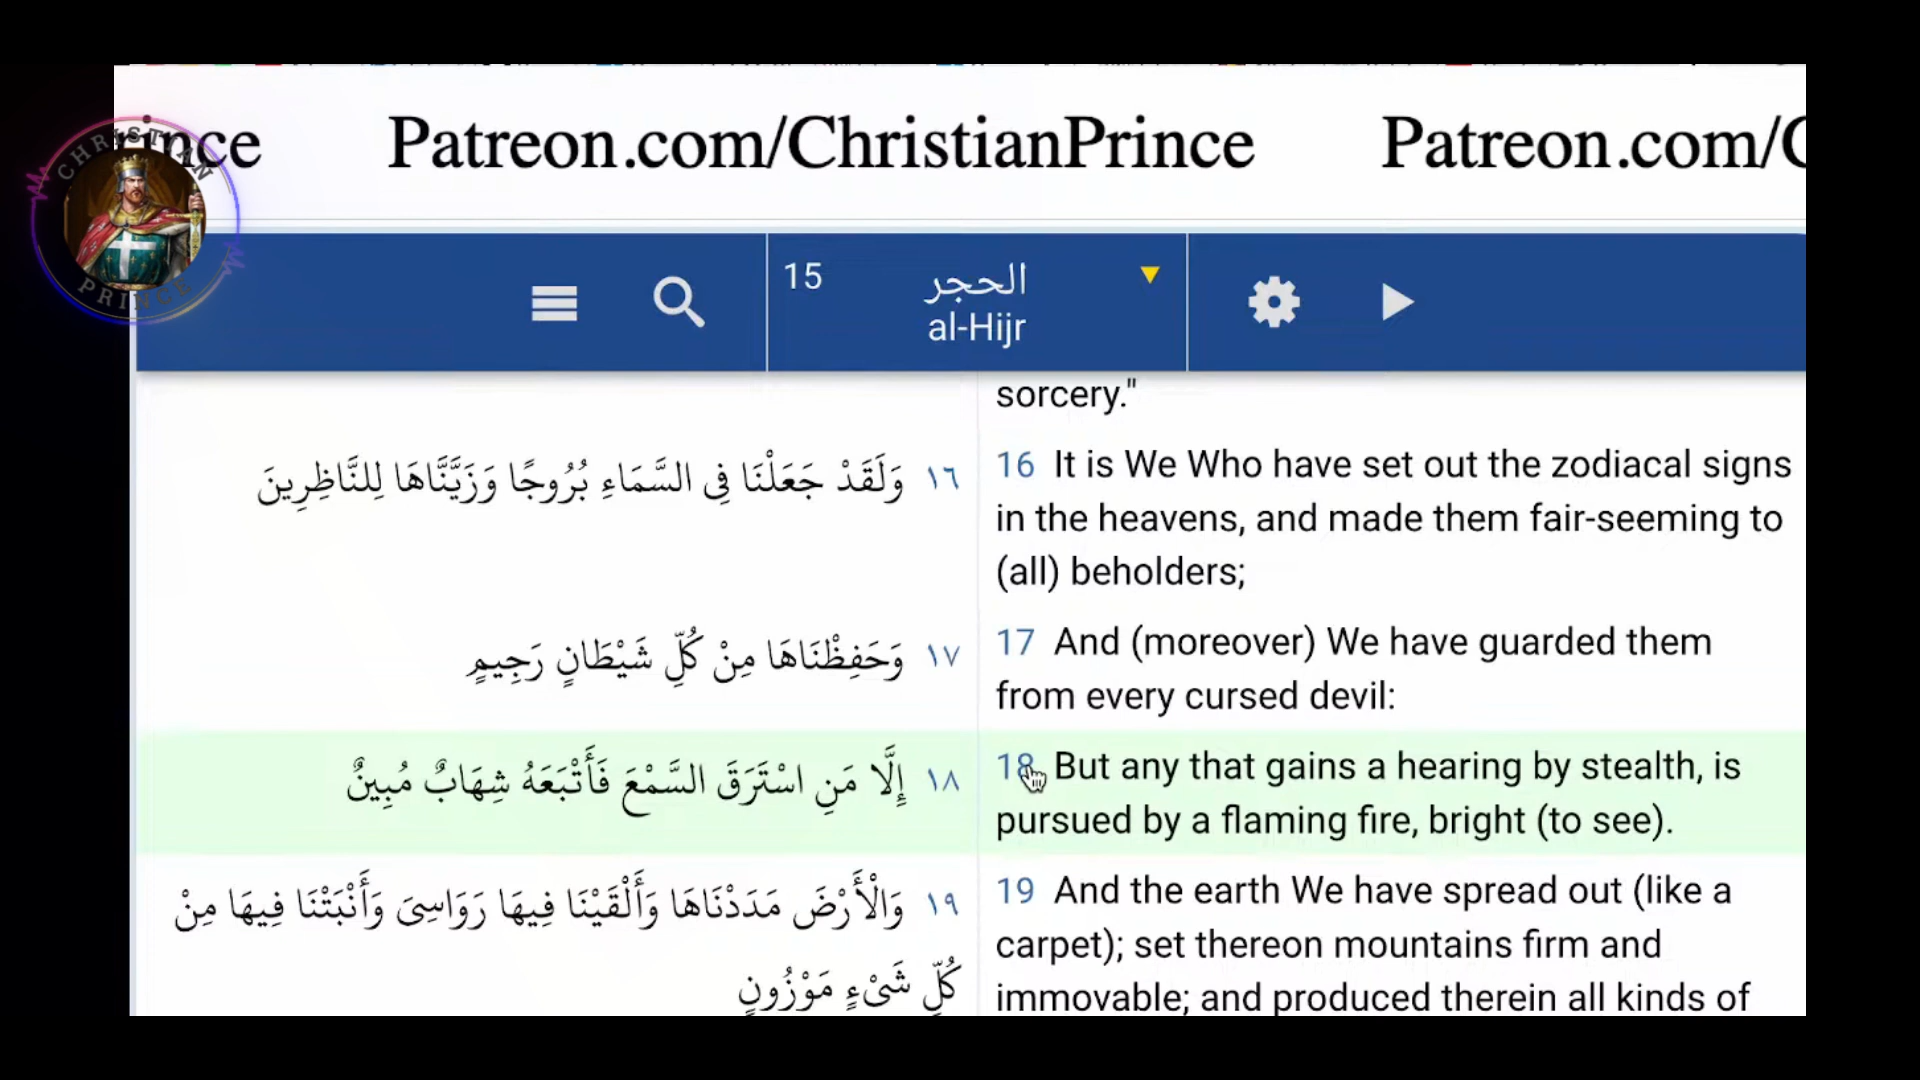 rince Patreon.com/ChristianPrince Patreon.com/C
CHRISTIAN
PRINCE
15
الحجر
al-Hijr
sorcery."
١٦ وَلَقَدْ جَعَلْنَا فِى السَّمَاءِ بُرُوجًا وَزَيَّنَّاهَا لِلنَّاظِرِينَ
16 It is We Who have set out the zodiacal signs
in the heavens, and made them fair-seeming to
(all) beholders;
١٧ وَحَفِظْنَاهَا مِنْ كُلِّ شَيْطَانٍ رَجِيمٍ
17 And (moreover) We have guarded them
from every cursed devil:
١٨ إِلَّا مَنِ اسْتَرَقَ السَّمْعَ فَأَتْبَعَهُ شِهَابٌ مُبِينٌ
18 But any that gains a hearing by stealth, is
pursued by a flaming fire, bright (to see).
١٩ وَالْأَرْضَ مَدَدْنَاهَا وَأَلْقَيْنَا فِيهَا رَوَاسِىَ وَأَنْبَتْنَا فِيهَا مِنْ
كُلِّ شَىْءٍ مَوْزُونٍ
19 And the earth We have spread out (like a
carpet); set thereon mountains firm and
immovable; and produced therein all kinds of